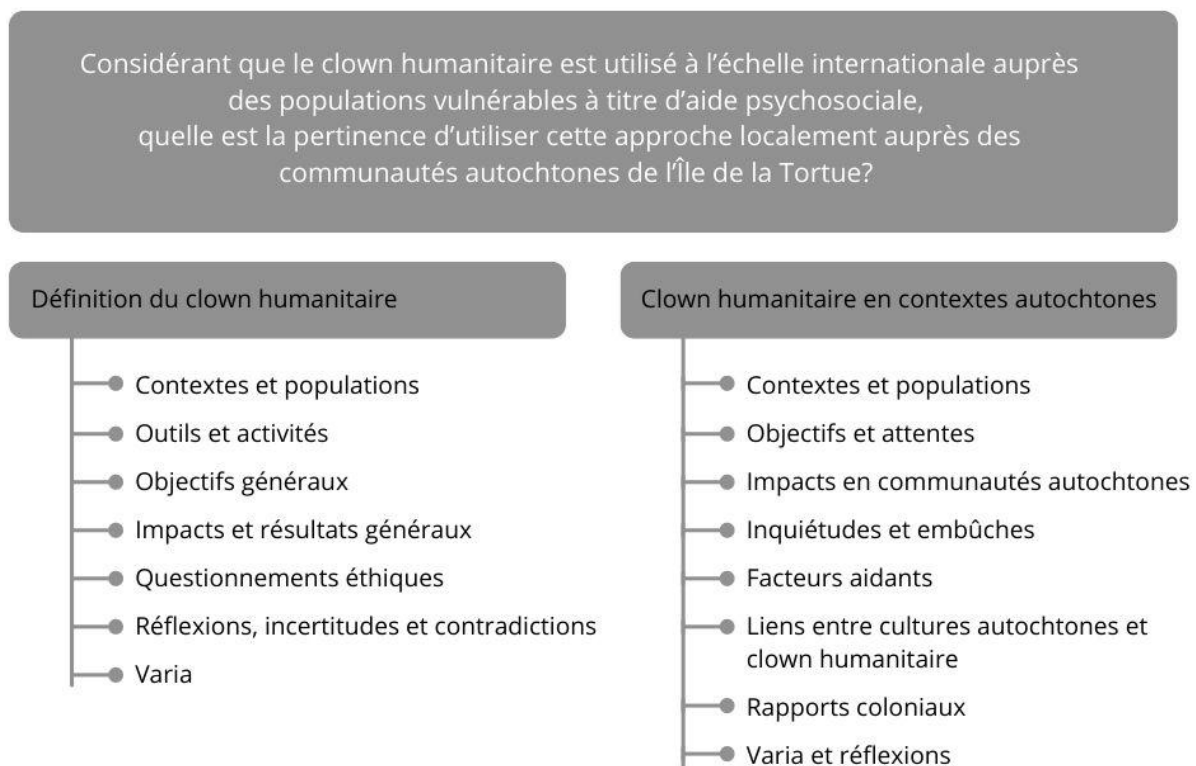 Considérant que le clown humanitaire est utilisé à l'échelle internationale auprès
des populations vulnérables à titre d'aide psychosociale,
quelle est la pertinence d'utiliser cette approche localement auprès des
communautés autochtones de l'Île de la Tortue?
Définition du clown humanitaire
Contextes et populations
Outils et activités
Objectifs généraux
Impacts et résultats généraux
Questionnements éthiques
Réflexions, incertitudes et contradictions
Varia
Clown humanitaire en contextes autochtones
Contextes et populations
Objectifs et attentes
Impacts en communautés autochtones
Inquiétudes et embûches
Facteurs aidants
Liens entre cultures autochtones et
clown humanitaire
Rapports coloniaux
Varia et réflexions